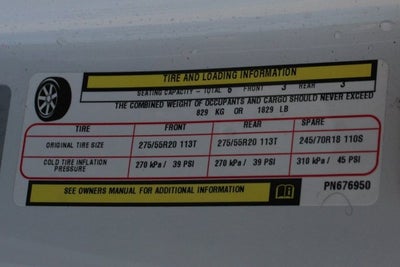 TIRE AND LOADING INFORMATION
SEATING CAPACITY - TOTAL 6 FRONT 3 REAR 3
THE COMBINED WEIGHT OF OCCUPANTS AND CARGO SHOULD NEVER EXCEED
829 KG OR 1829 LB
TIRE FRONT REAR SPARE
ORIGINAL TIRE SIZE 275/55R20 113T 275/55R20 113T 245/70R18 110S
COLD TIRE INFLATION PRESSURE 270 kPa / 39 PSI 270 kPa / 39 PSI 310 kPa / 45 PSI
SEE OWNERS MANUAL FOR ADDITIONAL INFORMATION
PN676950